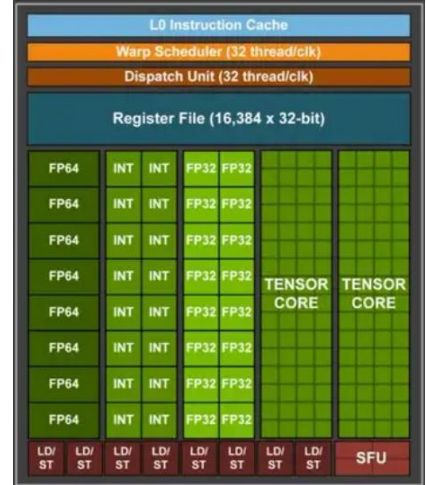 L0 Instruction Cache
Warp Scheduler (32 thread/clk)
Dispatch Unit (32 thread/clk)
Register File (16,384 x 32-bit)
FP64 INT INT FP32 FP32
FP64 INT INT FP32 FP32
FP64 INT INT FP32 FP32
FP64 INT INT FP32 FP32
TENSOR CORE TENSOR CORE
FP64 INT INT FP32 FP32
FP64 INT INT FP32 FP32
FP64 INT INT FP32 FP32
FP64 INT INT FP32 FP32
LD/ LD/ LD/ LD/ LD/ LD/ LD/ LD/ SFU
ST ST ST ST ST ST ST ST